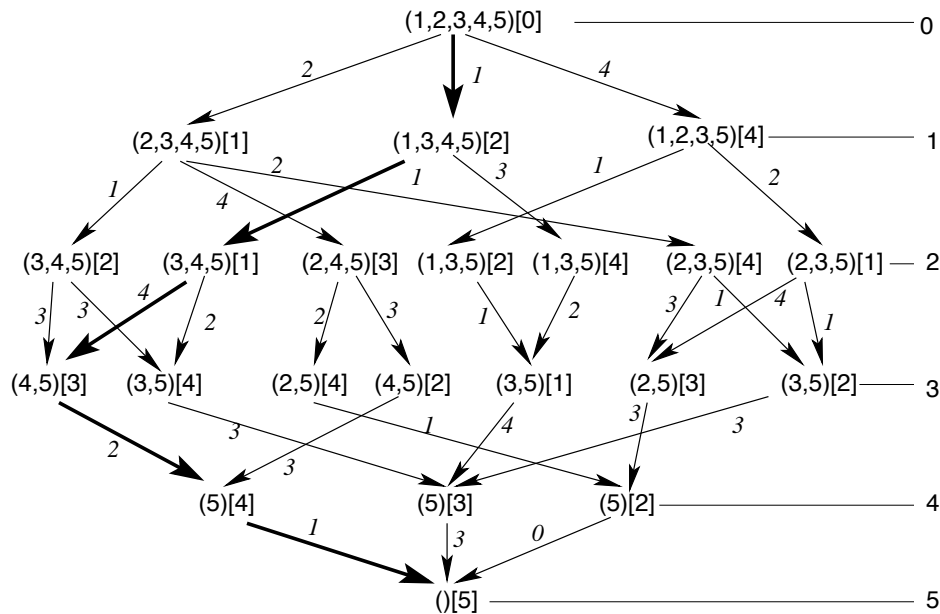 (1,2,3,4,5)[0] 0
2 1 4
(2,3,4,5)[1] (1,3,4,5)[2] (1,2,3,5)[4] 1
1 4 2 1 3 1 2
(3,4,5)[2] (3,4,5)[1] (2,4,5)[3] (1,3,5)[2] (1,3,5)[4] (2,3,5)[4] (2,3,5)[1] 2
3 3 4 2 2 3 1 2 3 1 4 1
(4,5)[3] (3,5)[4] (2,5)[4] (4,5)[2] (3,5)[1] (2,5)[3] (3,5)[2] 3
2 3 3 1 4 3 3
(5)[4] (5)[3] (5)[2] 4
1 3 0
()[5] 5